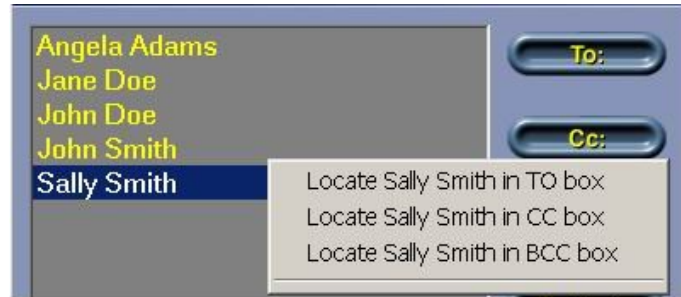 Angela Adams
To:
Jane Doe
John Doe
John Smith
Cc:
Sally Smith
Locate Sally Smith in TO box
Locate Sally Smith in CC box
Locate Sally Smith in BCC box